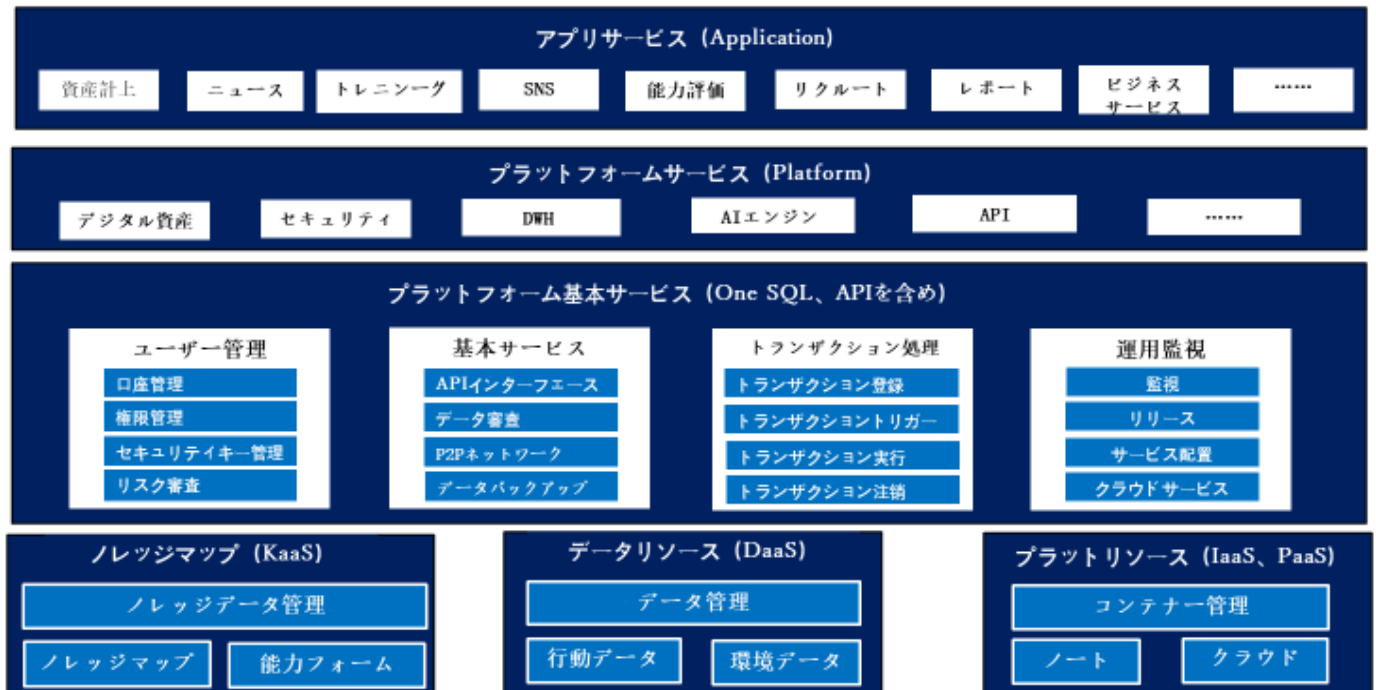 アプリサービス (Application)
資産計上 ニュース トレニンーグ SNS 能力評価 リクルート レポート ビジネス ……
サービス
プラットフォームサービス (Platform)
デジタル資産 セキュリティ DWH AIエンジン API ……
プラットフォーム基本サービス (One SQL、APIを含め)
ユーザー管理
口座管理
権限管理
セキュリテイキー管理
リスク審査
基本サービス
APIインターフエース
データ審査
P2Pネットワーク
データバックアップ
トランザクション処理
トランザクション登録
トランザクショントリガー
トランザクション実行
トランザクション注銷
運用監視
監視
リリース
サービス配置
クラウドサービス
ノレッジマップ (KaaS)
ノレッジデータ管理
ノレッジマップ 能力フォーム
データリソース (DaaS)
データ管理
行動データ 環境データ
プラットリソース (IaaS、PaaS)
コンテナー管理
ノート クラウド